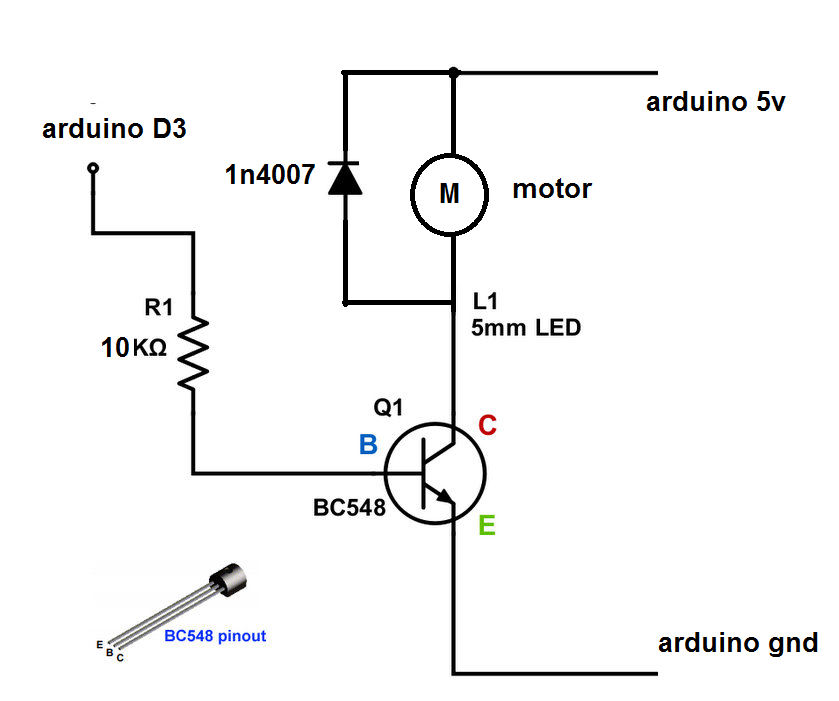 arduino 5v
arduino D3
1n4007
M
motor
R1
10KΩ
L1
5mm LED
Q1
B
C
BC548
E
BC548 pinout
E
B
C
arduino gnd